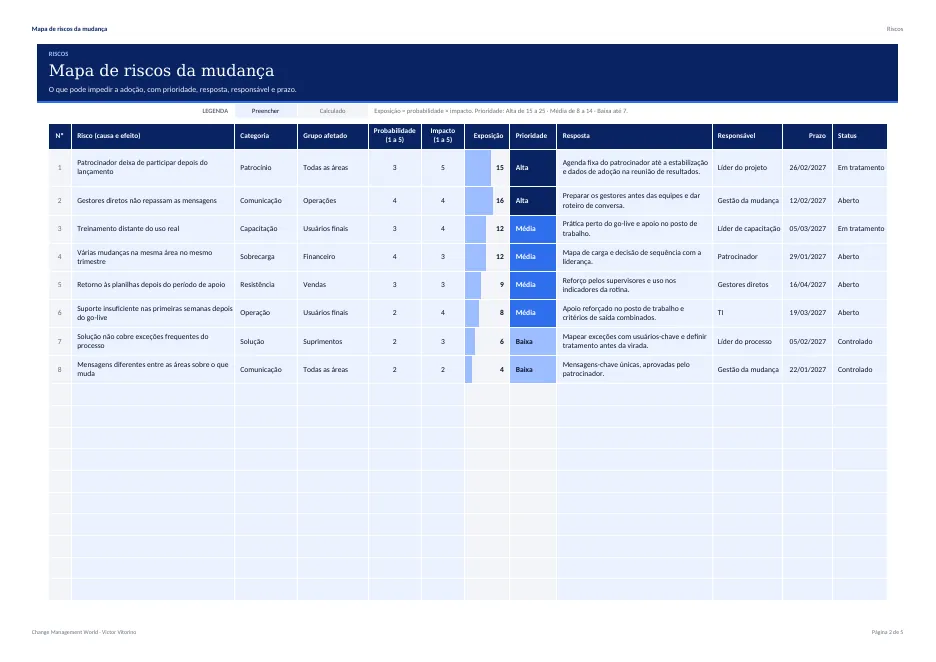 Mapa de riscos da mudança
Riscos
RISCOS
Mapa de riscos da mudança
O que pode impedir a adoção, com prioridade, resposta, responsável e prazo.
LEGENDA Preencher Calculado Exposição = probabilidade × impacto. Prioridade: Alta de 15 a 25 · Média de 8 a 14 · Baixa até 7.
Nº Risco (causa e efeito) Categoria Grupo afetado Probabilidade (1 a 5) Impacto (1 a 5) Exposição Prioridade Resposta Responsável Prazo Status
1 Patrocinador deixa de participar depois do lançamento Patrocínio Todas as áreas 3 5 15 Alta Agenda fixa do patrocinador até a estabilização e dados de adoção na reunião de resultados. Líder do projeto 26/02/2027 Em tratamento
2 Gestores diretos não repassam as mensagens Comunicação Operações 4 4 16 Alta Preparar os gestores antes das equipes e dar roteiro de conversa. Gestão da mudança 12/02/2027 Aberto
3 Treinamento distante do uso real Capacitação Usuários finais 3 4 12 Média Prática perto do go-live e apoio no posto de trabalho. Líder de capacitação 05/03/2027 Em tratamento
4 Várias mudanças na mesma área no mesmo trimestre Sobrecarga Financeiro 4 3 12 Média Mapa de carga e decisão de sequência com a liderança. Patrocinador 29/01/2027 Aberto
5 Retorno às planilhas depois do período de apoio Resistência Vendas 3 3 9 Média Reforço pelos supervisores e uso nos indicadores da rotina. Gestores diretos 16/04/2027 Aberto
6 Suporte insuficiente nas primeiras semanas depois do go-live Operação Usuários finais 2 4 8 Média Apoio reforçado no posto de trabalho e critérios de saída combinados. TI 19/03/2027 Aberto
7 Solução não cobre exceções frequentes do processo Solução Suprimentos 2 3 6 Baixa Mapear exceções com usuários-chave e definir tratamento antes da virada. Líder do processo 05/02/2027 Controlado
8 Mensagens diferentes entre as áreas sobre o que muda Comunicação Todas as áreas 2 2 4 Baixa Mensagens-chave únicas, aprovadas pelo patrocinador. Gestão da mudança 22/01/2027 Controlado
Change Management World · Victor Vitorino
Página 2 de 5